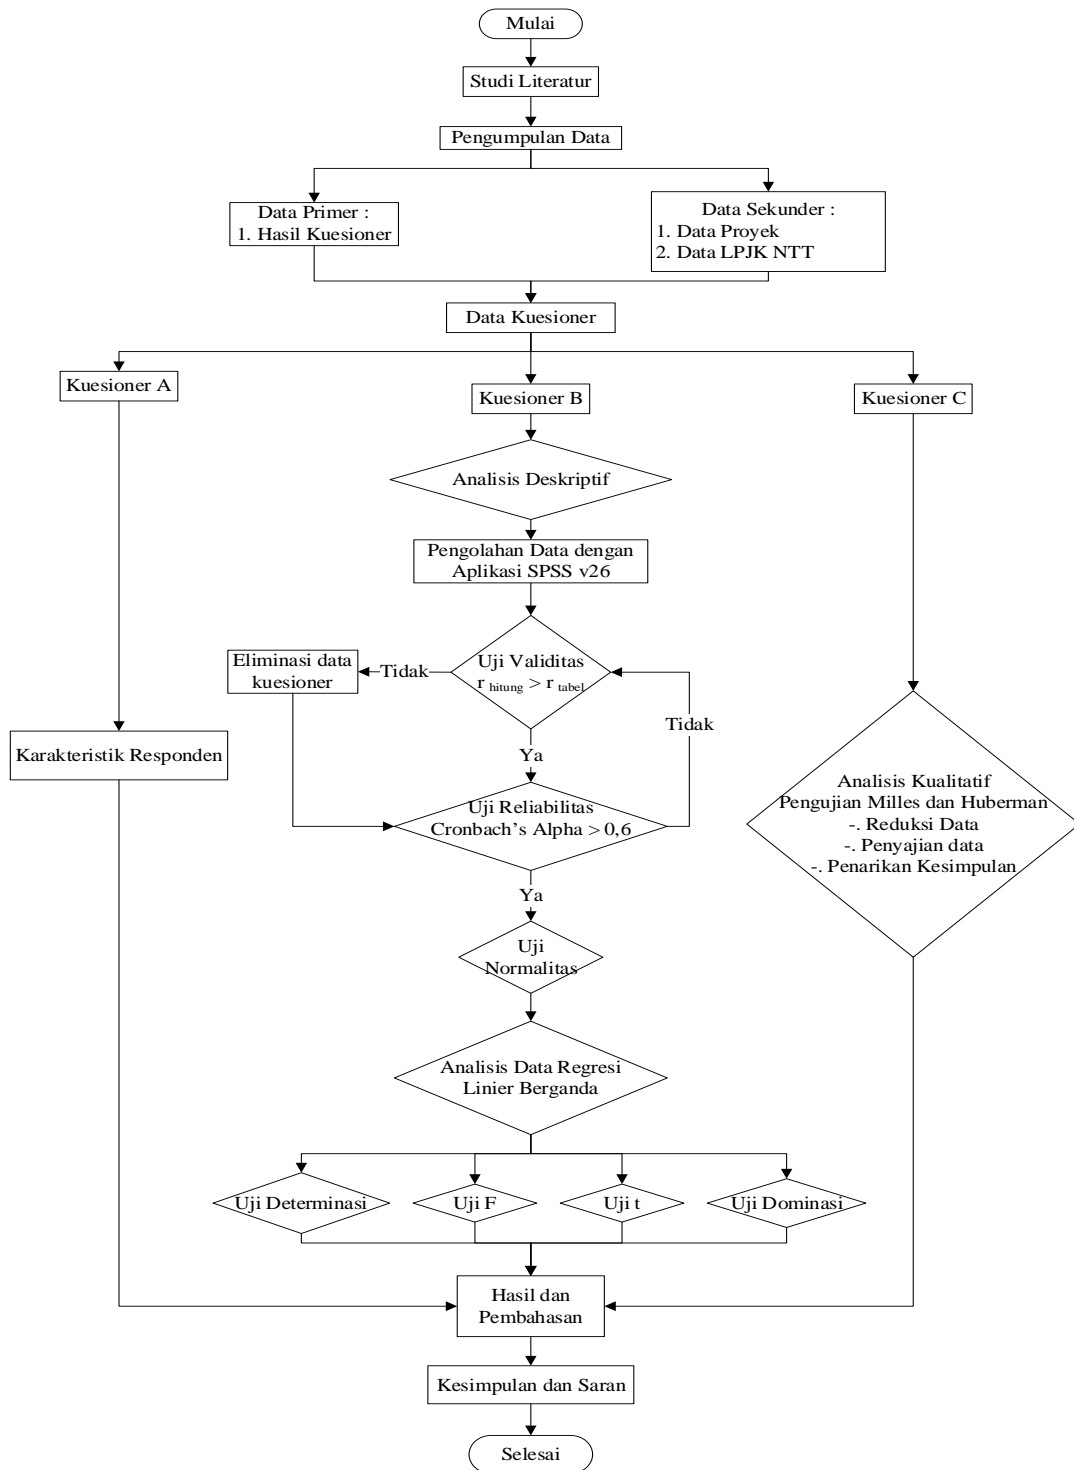 Mulai
Studi Literatur
Pengumpulan Data
Data Primer :
1. Hasil Kuesioner
Data Sekunder :
1. Data Proyek
2. Data LPJK NTT
Data Kuesioner
Kuesioner A
Kuesioner B
Kuesioner C
Analisis Deskriptif
Pengolahan Data dengan
Aplikasi SPSS v26
Uji Validitas
r hitung > r tabel
Tidak
Eliminasi data
kuesioner
Tidak
Ya
Karakteristik Responden
Uji Reliabilitas
Cronbach's Alpha > 0,6
Analisis Kualitatif
Pengujian Milles dan Huberman
-. Reduksi Data
-. Penyajian data
-. Penarikan Kesimpulan
Ya
Uji
Normalitas
Analisis Data Regresi
Linier Berganda
Uji Determinasi
Uji F
Uji t
Uji Dominasi
Hasil dan
Pembahasan
Kesimpulan dan Saran
Selesai